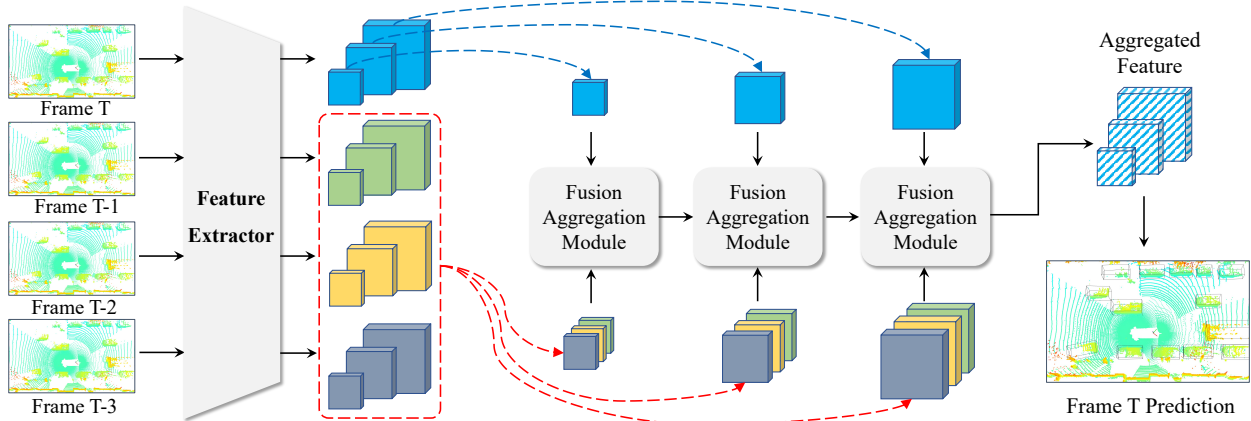 Frame T
Frame T-1
Frame T-2
Frame T-3
Feature
Extractor
Fusion
Aggregation
Module
Fusion
Aggregation
Module
Fusion
Aggregation
Module
Aggregated
Feature
Frame T Prediction